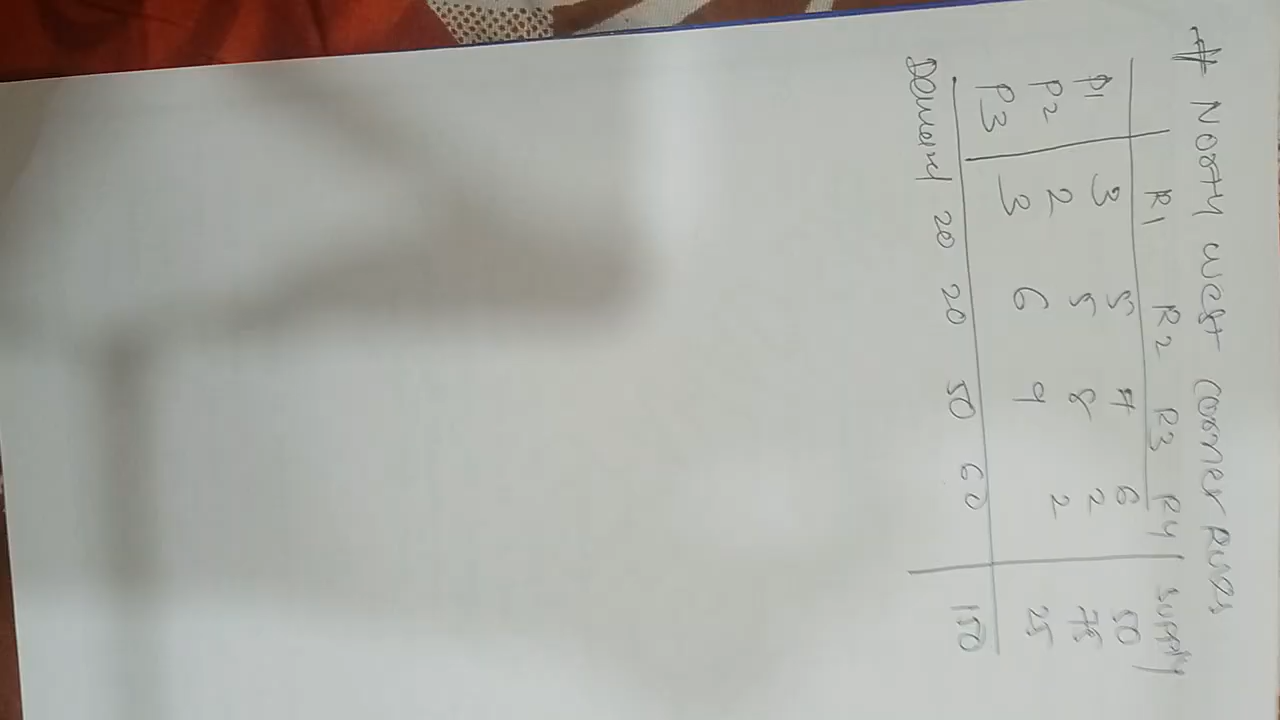 # North west corner Rules
R1 R2 R3 R4 supply
P1 3 5 7 6 50
P2 2 5 8 2 75
P3 3 6 9 2 25
Demand 20 20 50 60 150